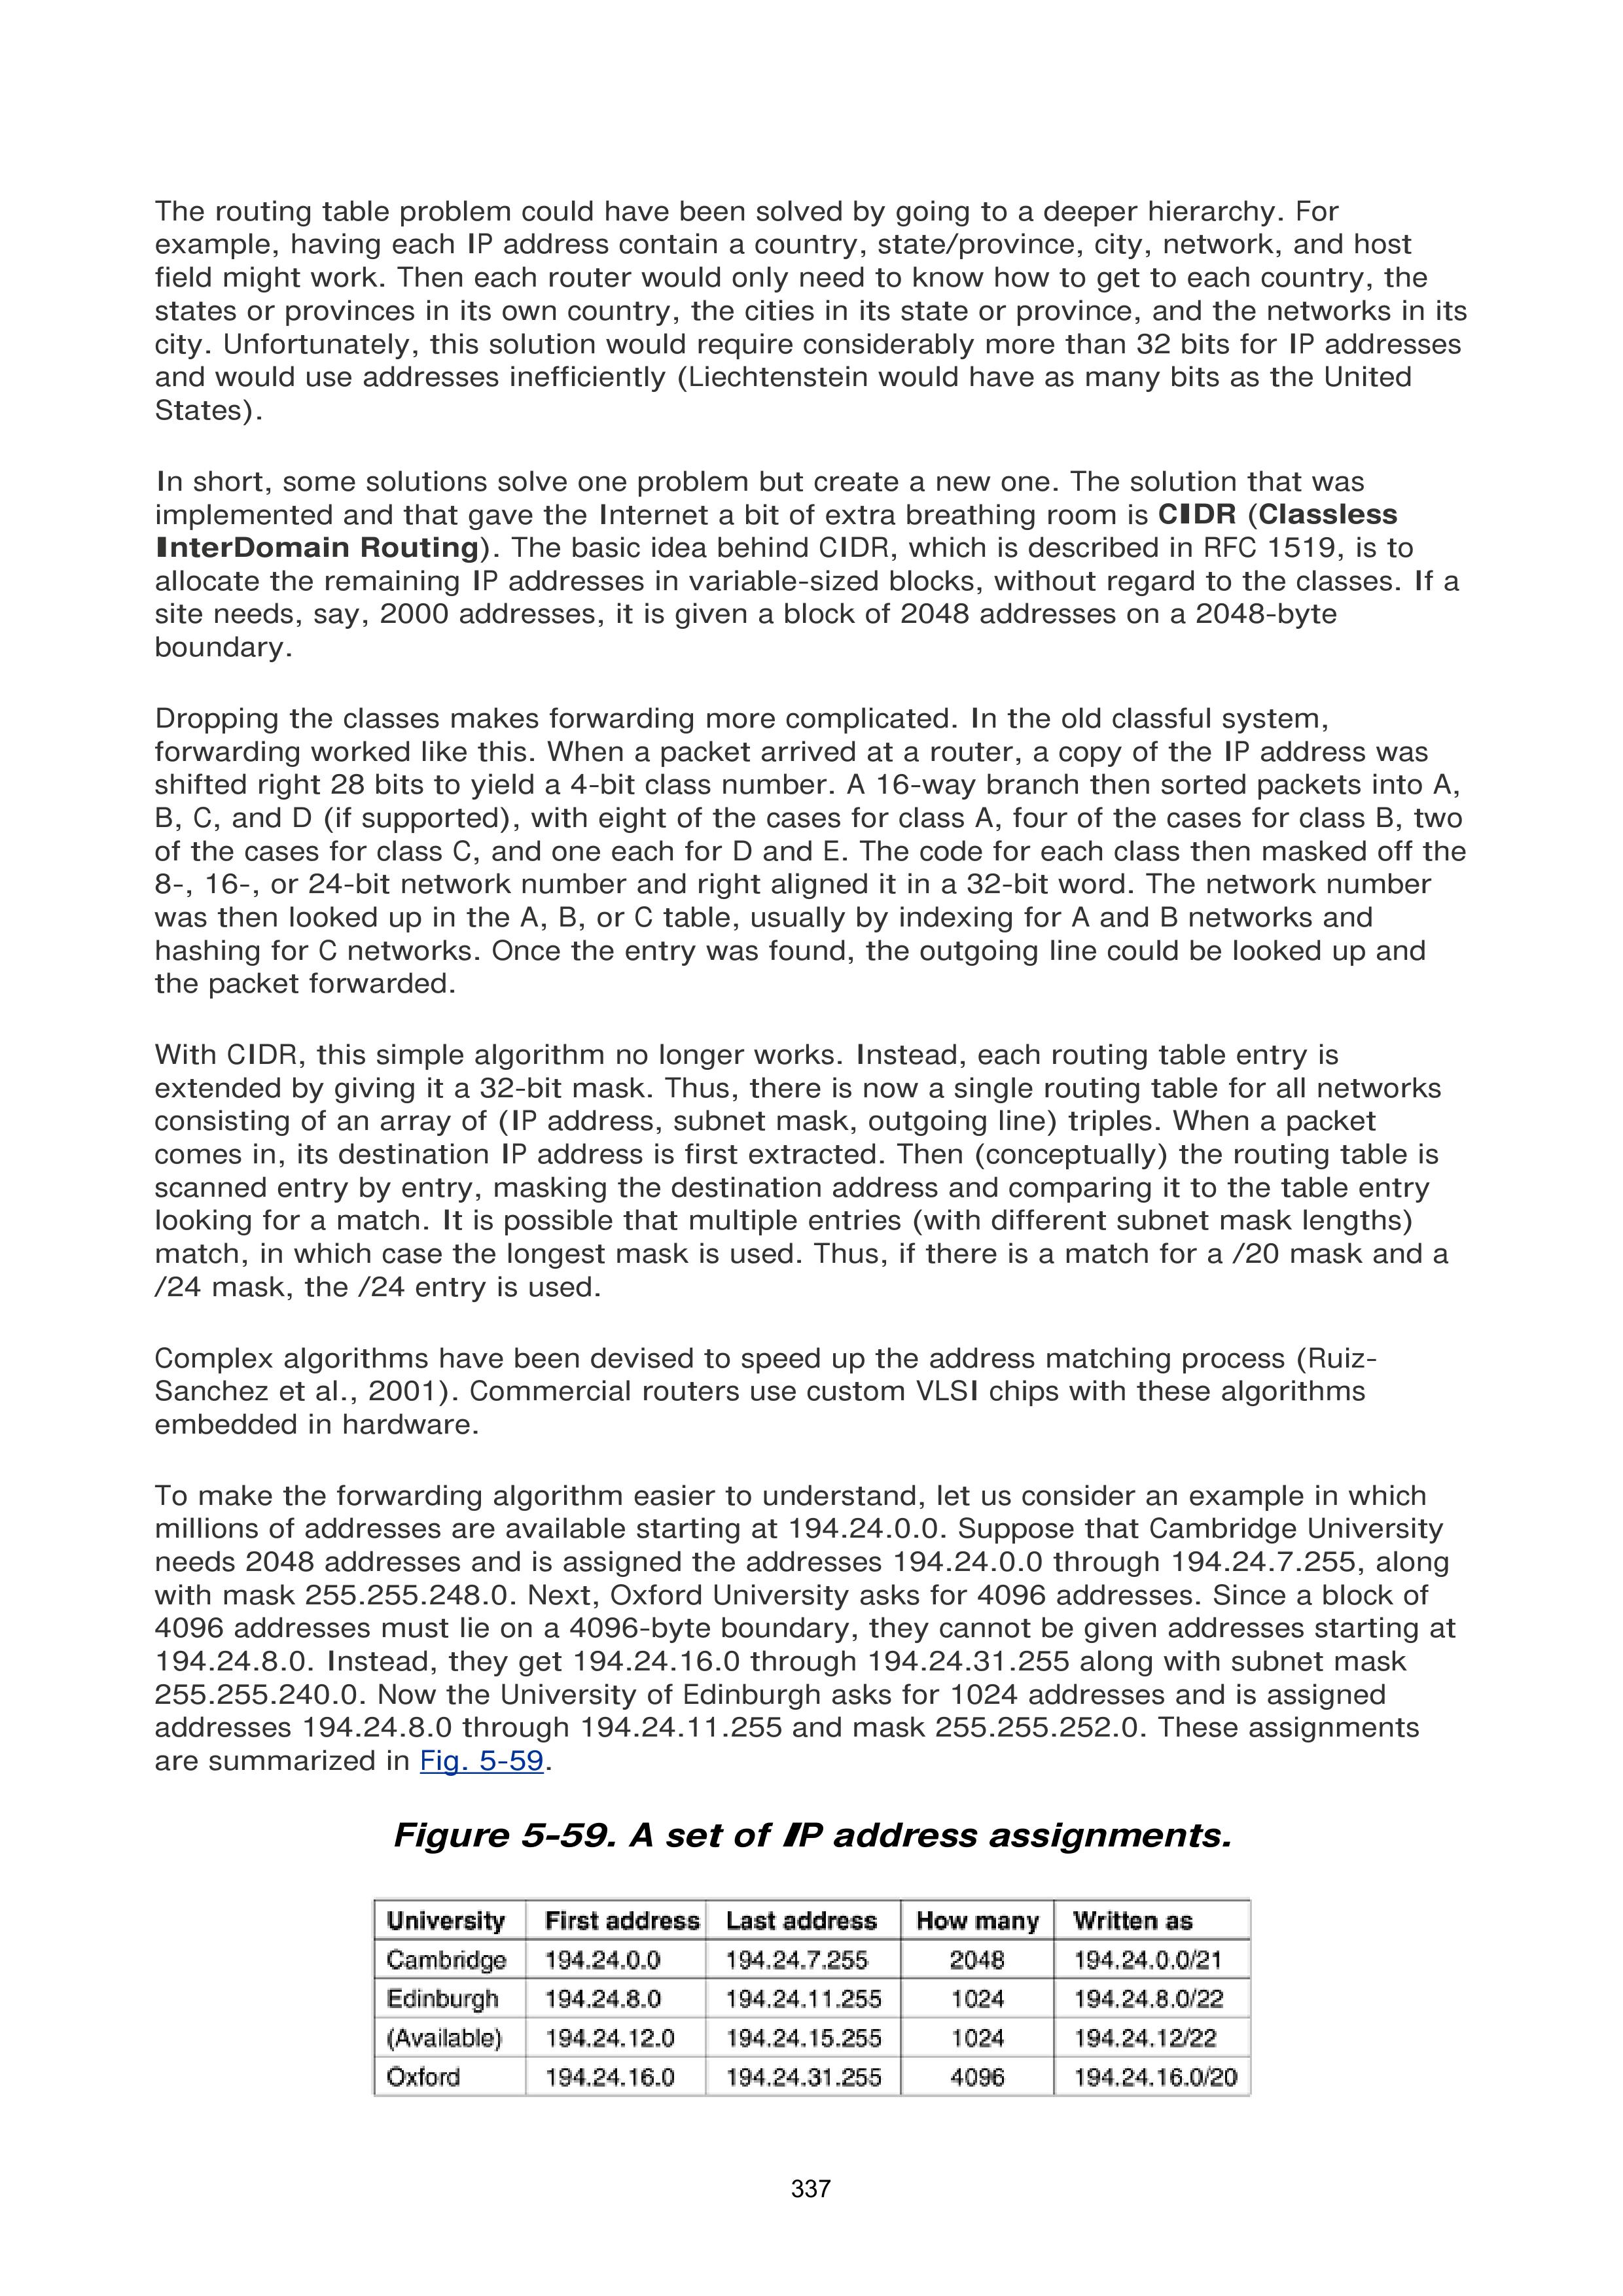 The routing table problem could have been solved by going to a deeper hierarchy. For
example, having each IP address contain a country, state/province, city, network, and host
field might work. Then each router would only need to know how to get to each country, the
states or provinces in its own country, the cities in its state or province, and the networks in its
city. Unfortunately, this solution would require considerably more than 32 bits for IP addresses
and would use addresses inefficiently (Liechtenstein would have as many bits as the United
States).
In short, some solutions solve one problem but create a new one. The solution that was
implemented and that gave the Internet a bit of extra breathing room is CIDR (Classless
InterDomain Routing). The basic idea behind CIDR, which is described in RFC 1519, is to
allocate the remaining IP addresses in variable-sized blocks, without regard to the classes. If a
site needs, say, 2000 addresses, it is given a block of 2048 addresses on a 2048-byte
boundary.
Dropping the classes makes forwarding more complicated. In the old classful system,
forwarding worked like this. When a packet arrived at a router, a copy of the IP address was
shifted right 28 bits to yield a 4-bit class number. A 16-way branch then sorted packets into A,
B, C, and D (if supported), with eight of the cases for class A, four of the cases for class B, two
of the cases for class C, and one each for D and E. The code for each class then masked off the
8-, 16-, or 24-bit network number and right aligned it in a 32-bit word. The network number
was then looked up in the A, B, or C table, usually by indexing for A and B networks and
hashing for C networks. Once the entry was found, the outgoing line could be looked up and
the packet forwarded.
With CIDR, this simple algorithm no longer works. Instead, each routing table entry is
extended by giving it a 32-bit mask. Thus, there is now a single routing table for all networks
consisting of an array of (IP address, subnet mask, outgoing line) triples. When a packet
comes in, its destination IP address is first extracted. Then (conceptually) the routing table is
scanned entry by entry, masking the destination address and comparing it to the table entry
looking for a match. It is possible that multiple entries (with different subnet mask lengths)
match, in which case the longest mask is used. Thus, if there is a match for a /20 mask and a
/24 mask, the /24 entry is used.
Complex algorithms have been devised to speed up the address matching process (Ruiz-
Sanchez et al., 2001). Commercial routers use custom VLSI chips with these algorithms
embedded in hardware.
To make the forwarding algorithm easier to understand, let us consider an example in which
millions of addresses are available starting at 194.24.0.0. Suppose that Cambridge University
needs 2048 addresses and is assigned the addresses 194.24.0.0 through 194.24.7.255, along
with mask 255.255.248.0. Next, Oxford University asks for 4096 addresses. Since a block of
4096 addresses must lie on a 4096-byte boundary, they cannot be given addresses starting at
194.24.8.0. Instead, they get 194.24.16.0 through 194.24.31.255 along with subnet mask
255.255.240.0. Now the University of Edinburgh asks for 1024 addresses and is assigned
addresses 194.24.8.0 through 194.24.11.255 and mask 255.255.252.0. These assignments
are summarized in Fig. 5-59.
Figure 5-59. A set of IP address assignments.
University First address Last address How many Written as
Cambridge 194.24.0.0 194.24.7.255 2048 194.24.0.0/21
Edinburgh 194.24.8.0 194.24.11.255 1024 194.24.8.0/22
(Available) 194.24.12.0 194.24.15.255 1024 194.24.12/22
Oxford 194.24.16.0 194.24.31.255 4096 194.24.16.0/20
337